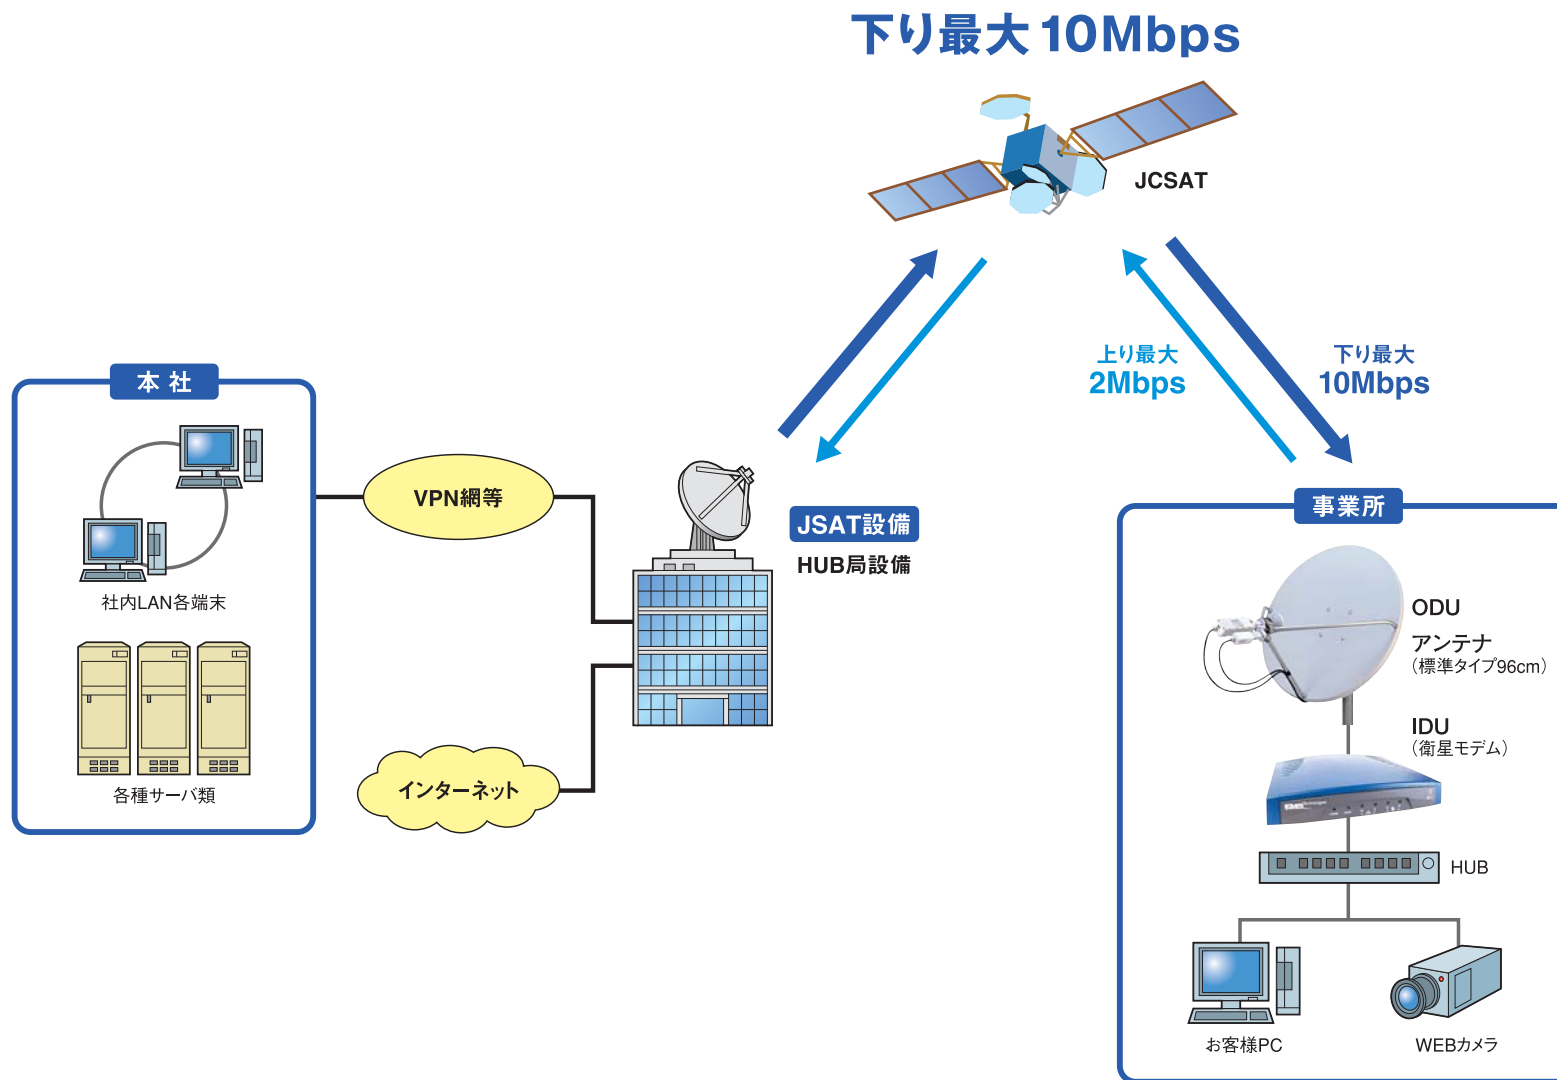 下り最大10Mbps
JCSAT
上り最大
2Mbps
下り最大
10Mbps
本社
社内LAN各端末
各種サーバ類
VPN網等
インターネット
JSAT設備
HUB局設備
事業所
ODU
アンテナ
（標準タイプ96cm）
IDU
（衛星モデム）
HUB
お客様PC
WEBカメラ